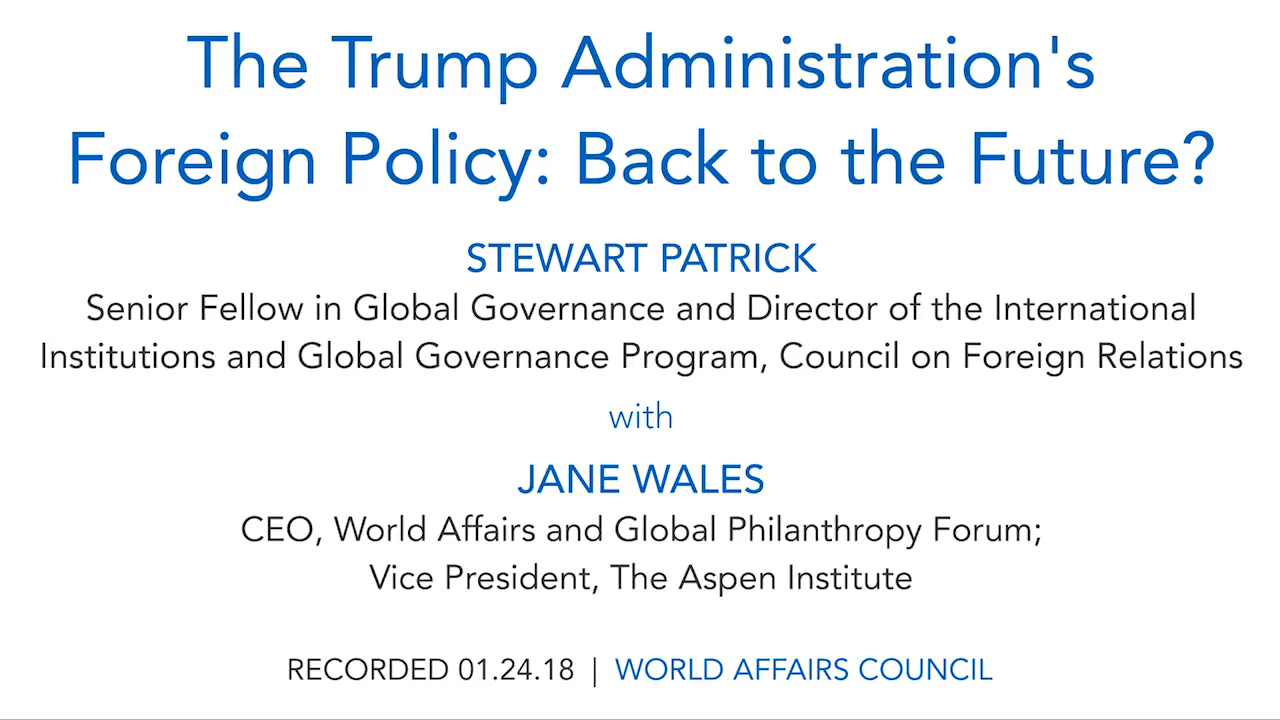 The Trump Administration's
Foreign Policy: Back to the Future?
STEWART PATRICK
Senior Fellow in Global Governance and Director of the International
Institutions and Global Governance Program, Council on Foreign Relations
with
JANE WALES
CEO, World Affairs and Global Philanthropy Forum;
Vice President, The Aspen Institute
RECORDED 01.24.18 | WORLD AFFAIRS COUNCIL